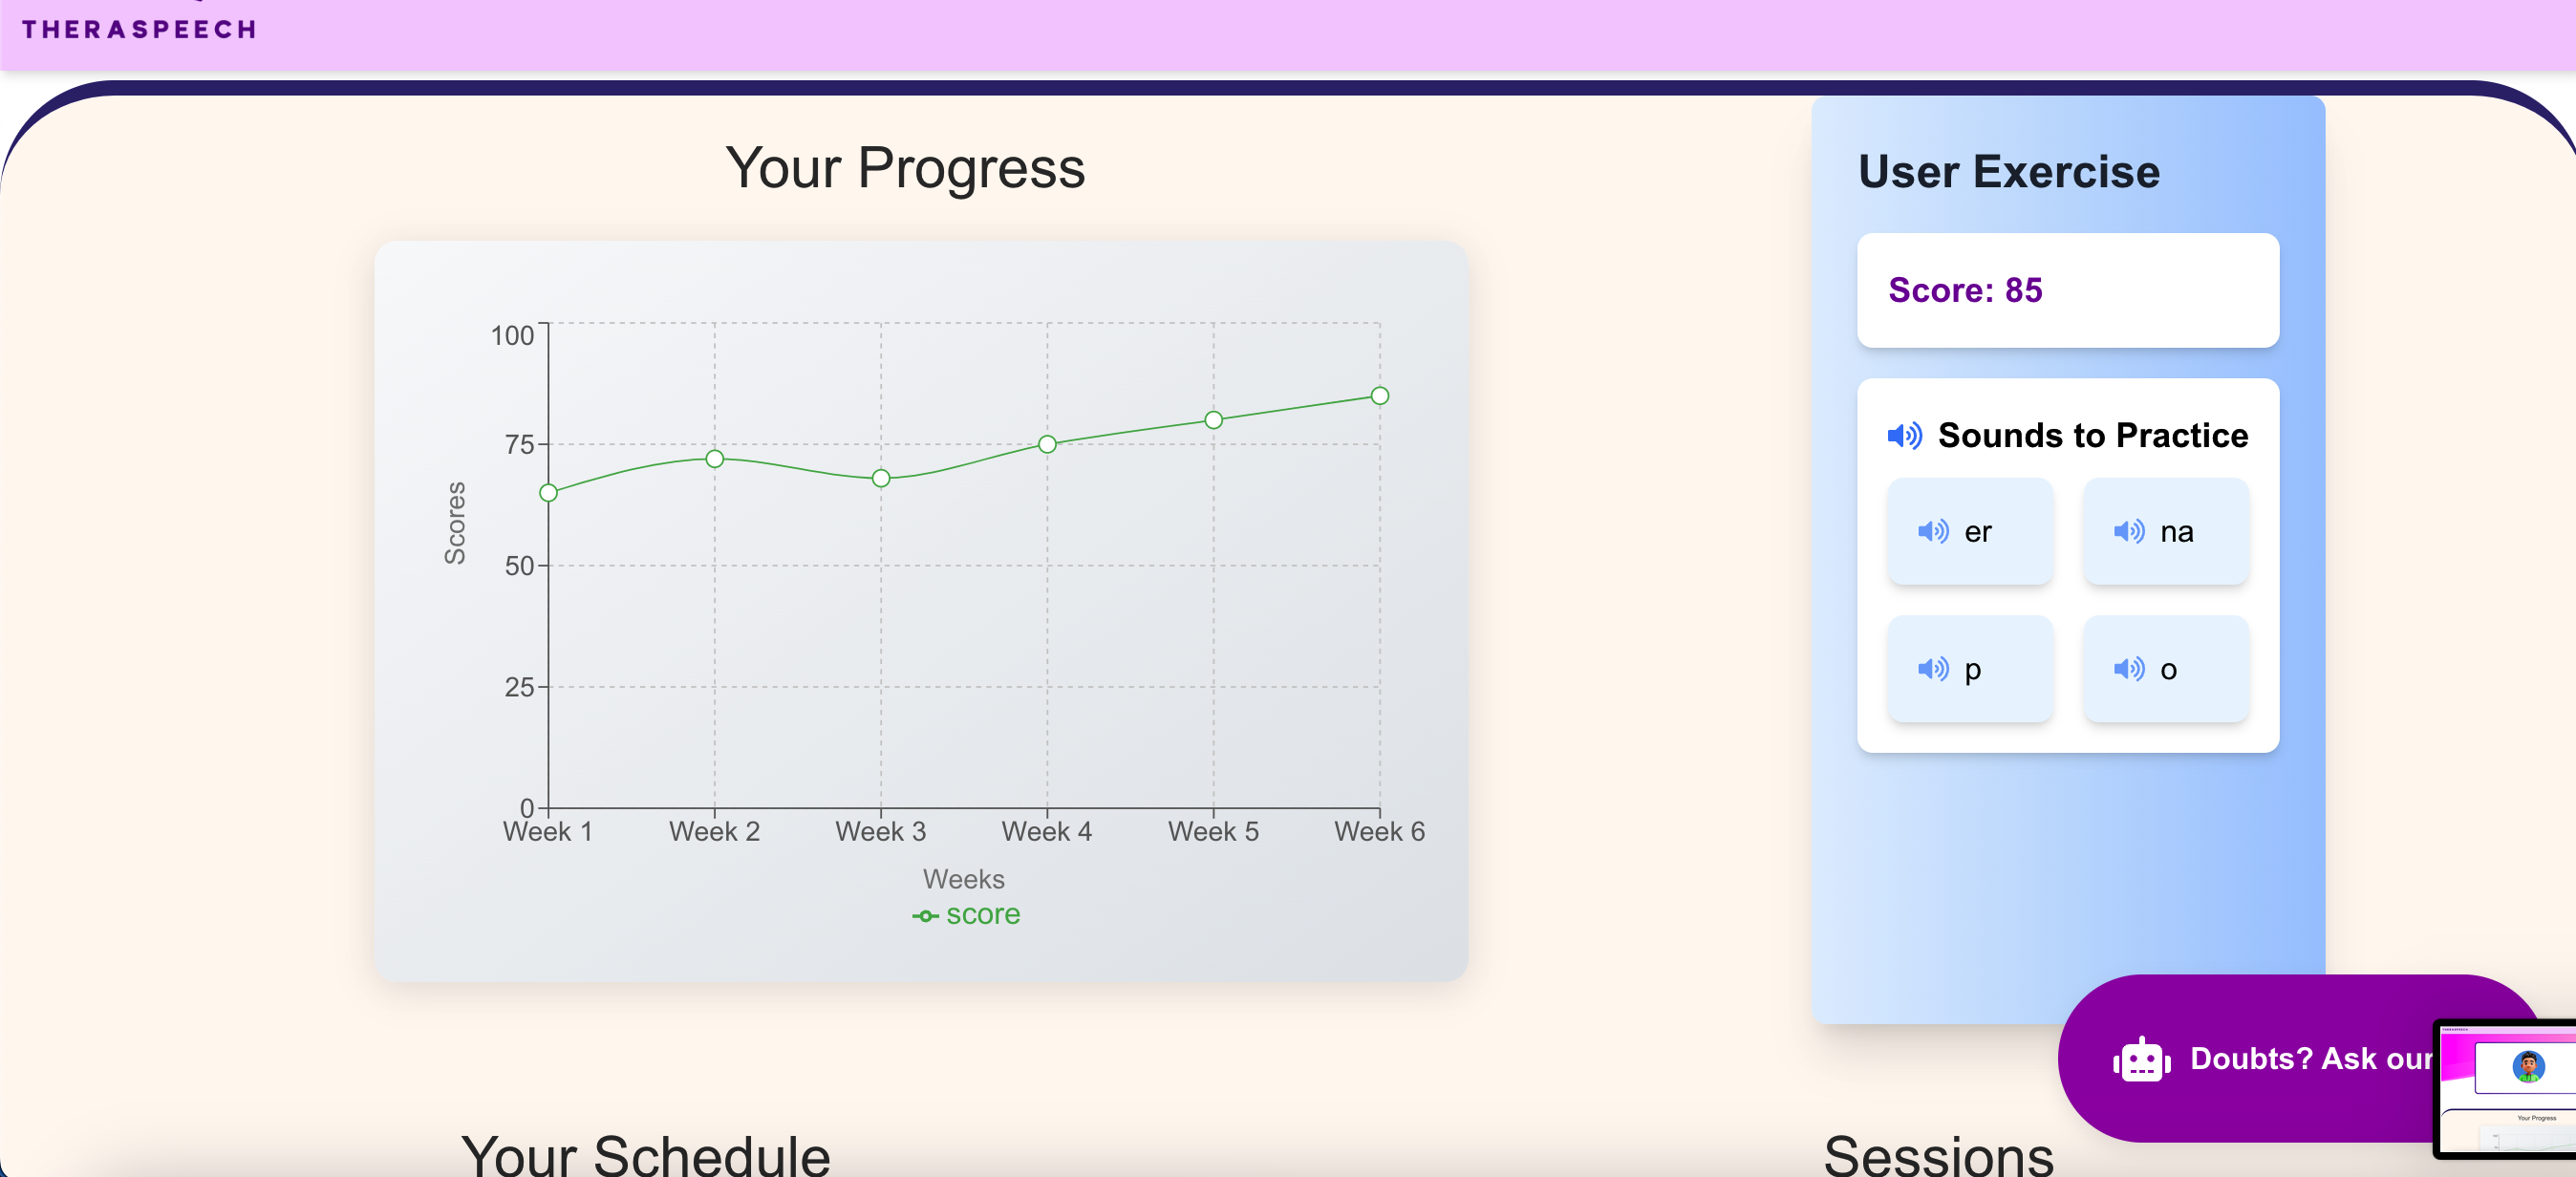 THERASPEECH
Your Progress
100
75
50
25
0
Scores
Week 1 Week 2 Week 3 Week 4 Week 5 Week 6
Weeks
score
User Exercise
Score: 85
Sounds to Practice
er na
p o
Doubts? Ask our
Your Schedule
Sessions
Your Progress